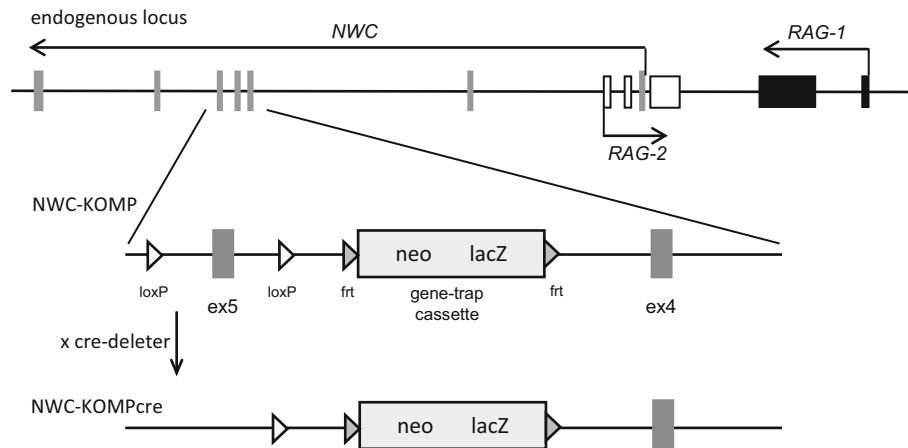 endogenous locus
NWC
RAG-1
RAG-2
NWC-KOMP
neo lacZ
loxP
ex5
loxP
frt
gene-trap
cassette
frt
ex4
x cre-deleter
NWC-KOMPcre
neo lacZ